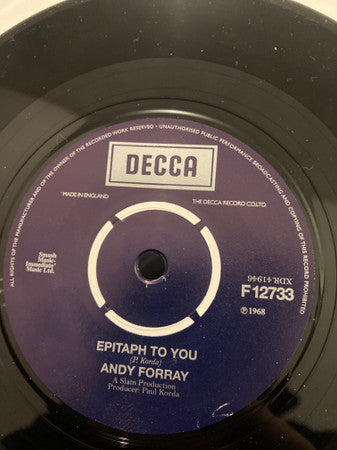 ALL RIGHTS OF THE MANUFACTURER AND OF THE OWNER OF THE RECORDED WORK RESERVED • UNAUTHORISED PUBLIC PERFORMANCE BROADCASTING AND COPYING OF THIS RECORD PROHIBITED
DECCA
MADE IN ENGLAND
THE DECCA RECORD CO.LTD.
Smash
Music-
Immediate
Music Ltd.
XDR.41946
F 12733
℗ 1968
EPITAPH TO YOU
(P. Korda)
ANDY FORRAY
A Slam Production
Producer: Paul Korda